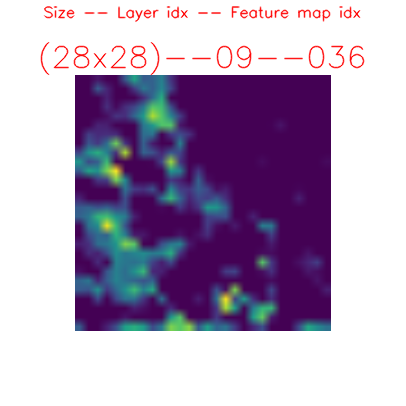 Size -- Layer idx -- Feature map idx
(28x28)--09--036